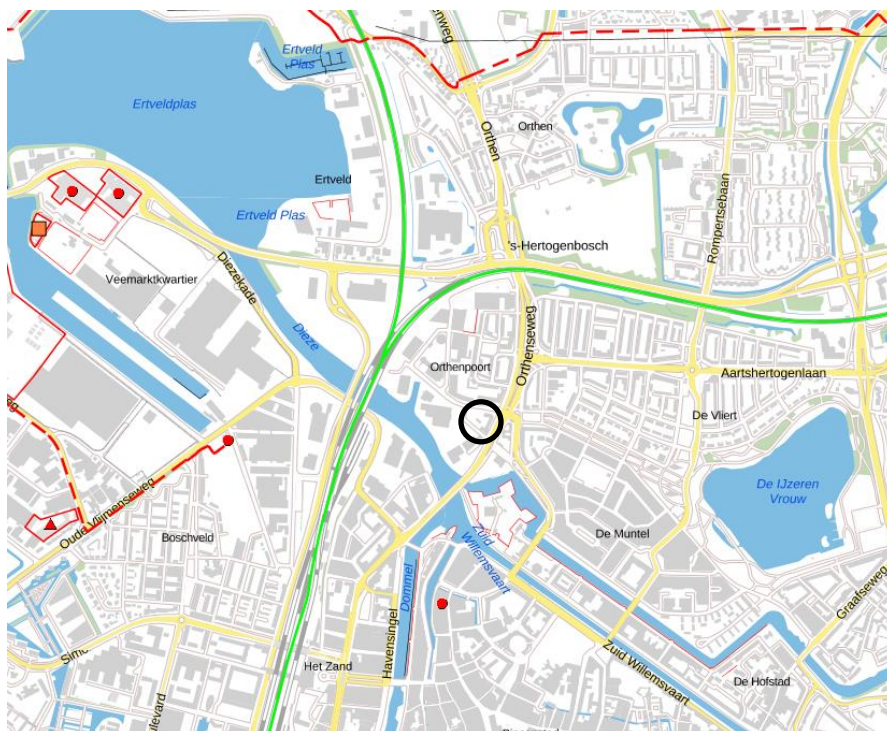 Ertveld
Plas
Ertveldplas
Orthen
Orthen
Ertveld
Ertveld Plas
's-Hertogenbosch
Rompertsebaan
Veemarktkwartier
Diezekade
Dieze
Orthenseweg
Orthenpoort
Aartshertogenlaan
De Vliert
De IJzeren
Vrouw
Oude Vlijmenseweg
Boschveld
De Muntel
Zuid
Willemsvaart
Dommel
Graafseweg
Havensingel
Het Zand
Zuid Willemsvaart
De Hofstad